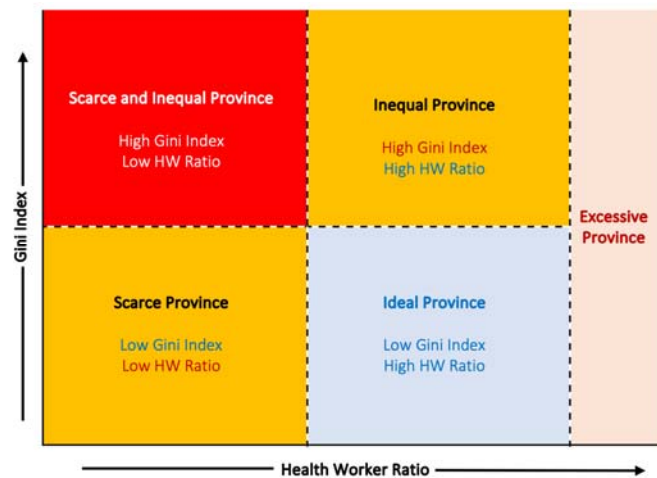 Gini Index
Scarce and Inequal Province
High Gini Index
Low HW Ratio
Inequal Province
High Gini Index
High HW Ratio
Excessive
Province
Scarce Province
Low Gini Index
Low HW Ratio
Ideal Province
Low Gini Index
High HW Ratio
Health Worker Ratio